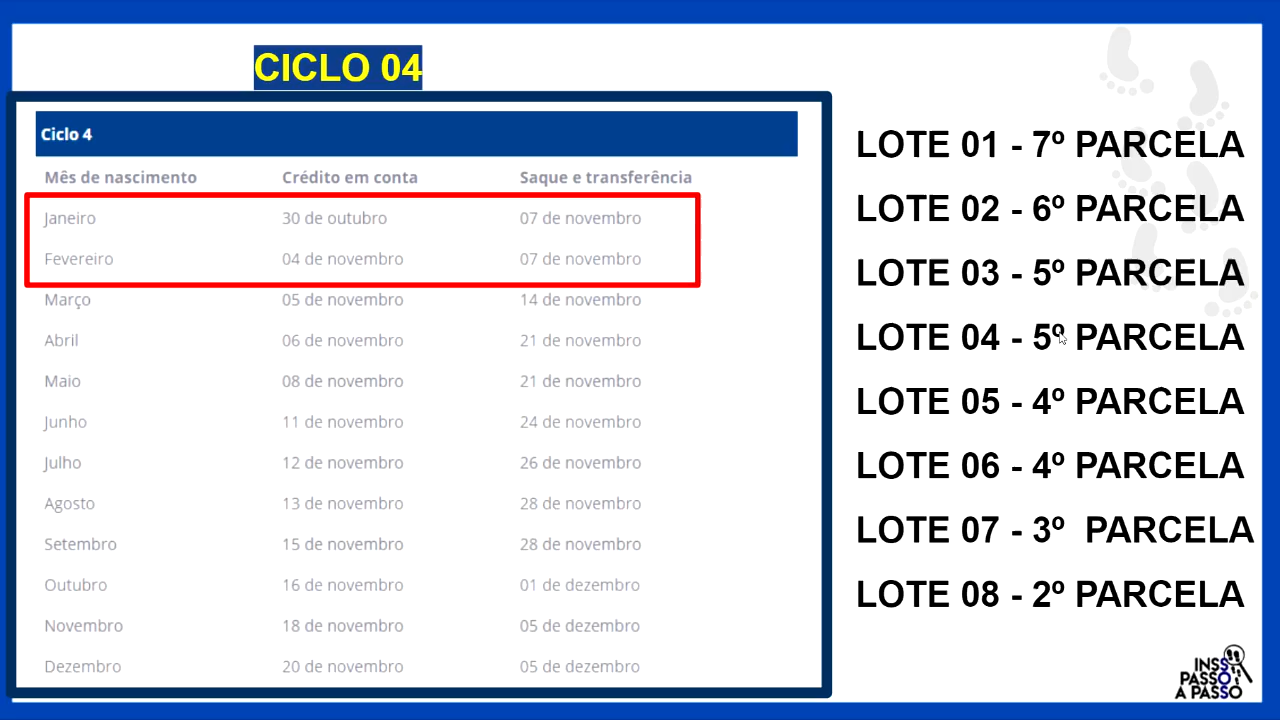 CICLO 04
Ciclo 4
Mês de nascimento Crédito em conta Saque e transferência
Janeiro 30 de outubro 07 de novembro
Fevereiro 04 de novembro 07 de novembro
Março 05 de novembro 14 de novembro
Abril 06 de novembro 21 de novembro
Maio 08 de novembro 21 de novembro
Junho 11 de novembro 24 de novembro
Julho 12 de novembro 26 de novembro
Agosto 13 de novembro 28 de novembro
Setembro 15 de novembro 28 de novembro
Outubro 16 de novembro 01 de dezembro
Novembro 18 de novembro 05 de dezembro
Dezembro 20 de novembro 05 de dezembro
LOTE 01 - 7º PARCELA
LOTE 02 - 6º PARCELA
LOTE 03 - 5º PARCELA
LOTE 04 - 5º PARCELA
LOTE 05 - 4º PARCELA
LOTE 06 - 4º PARCELA
LOTE 07 - 3º PARCELA
LOTE 08 - 2º PARCELA
INSS
PASSO
A PASSO